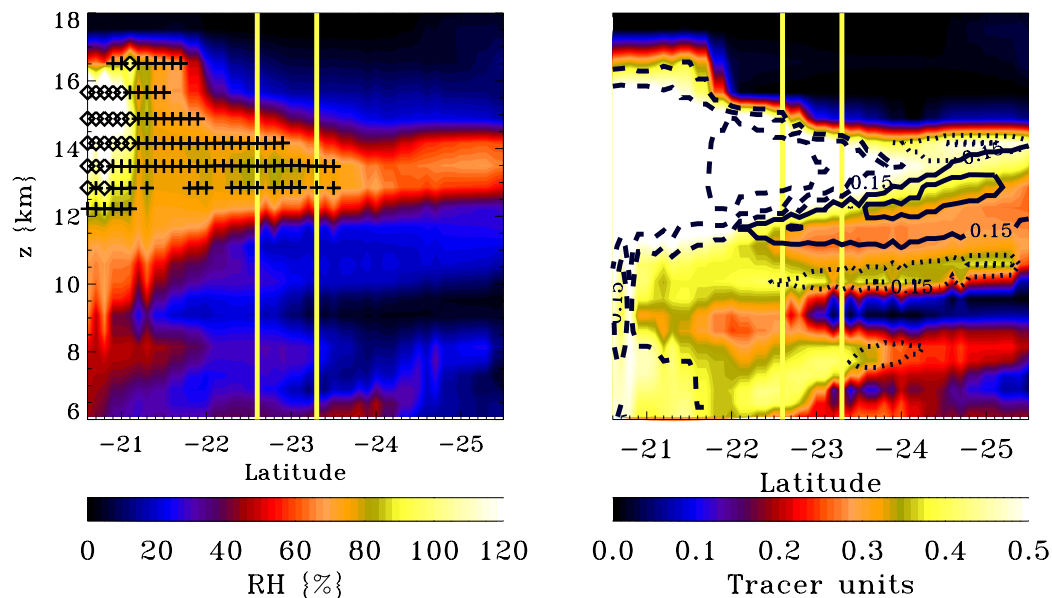 18
16
14
12
10
8
6
z {km}
-21 -22 -23 -24 -25
Latitude
0 20 40 60 80 100 120
RH {%}
0.15
0.15
0.15
0.15
0.15
-21 -22 -23 -24 -25
Latitude
0.0 0.1 0.2 0.3 0.4 0.5
Tracer units